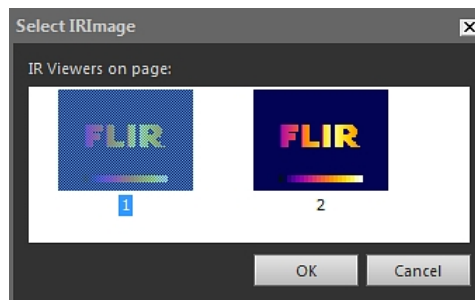 Select IRImage
IR Viewers on page:
FLIR FLIR
1 2
OK Cancel